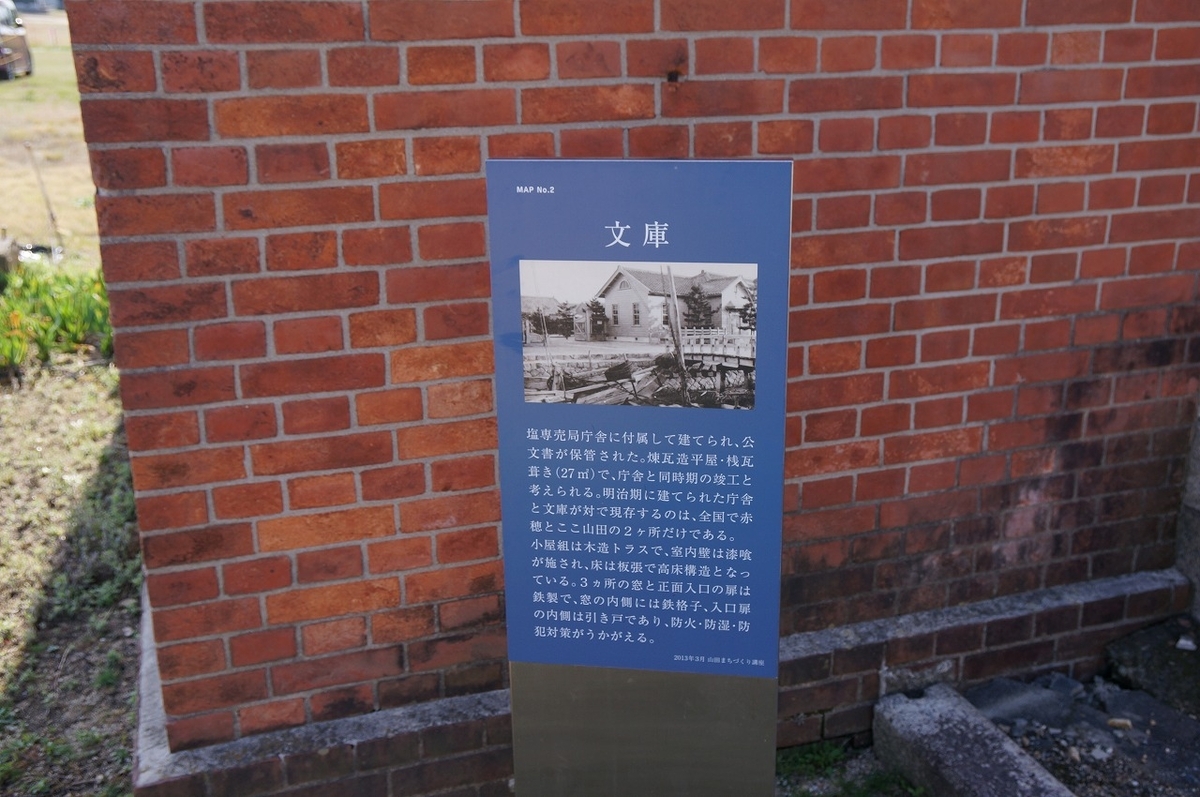 MAP No.2
文庫
塩専売局庁舎に付属して建てられ、公
文書が保管された。煉瓦造平屋・桟瓦
葺き（27㎡）で、庁舎と同時期の竣工と
考えられる。明治期に建てられた庁舎
と文庫が対で現存するのは、全国で赤
穂とここ山田の２ヶ所だけである。
小屋組は木造トラスで、室内壁は漆喰
が施され、床は板張で高床構造となっ
ている。３ヵ所の窓と正面入口の扉は
鉄製で、窓の内側には鉄格子、入口扉
の内側は引き戸であり、防火・防湿・防
犯対策がうかがえる。
2013年3月 山田まちづくり講座